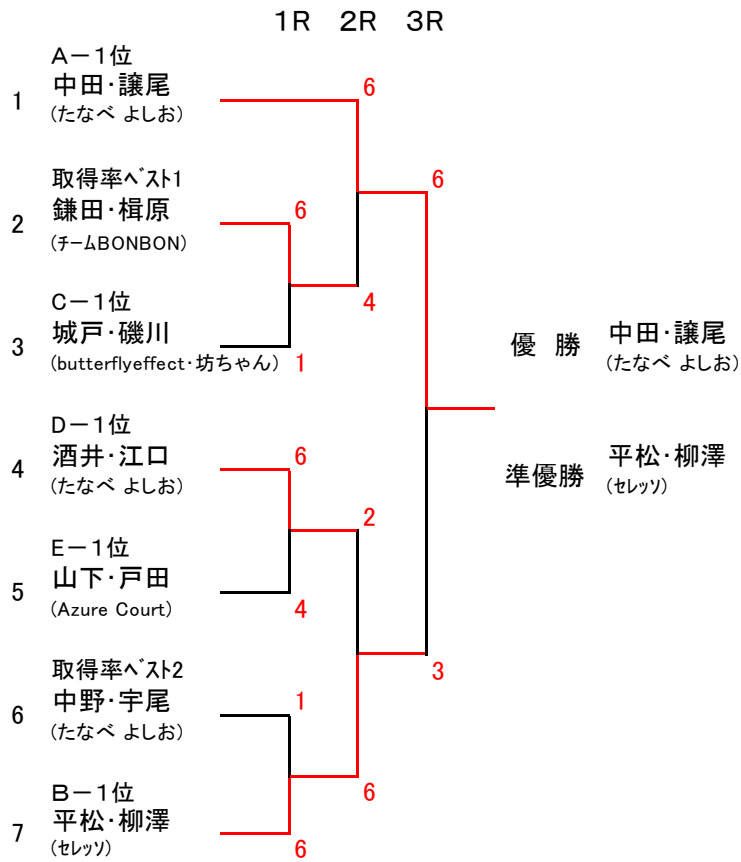 1R 2R 3R
A－1位
1 中田・譲尾
(たなべ よしお)
6
取得率ベスト1
6
2 鎌田・楫原
6
(チームBONBON)
C－1位
4
3 城戸・磯川
(butterflyeffect・坊ちゃん)
1
優 勝 中田・譲尾
(たなべ よしお)
D－1位
4 酒井・江口
6
(たなべ よしお)
準優勝 平松・柳澤
(セレッソ)
2
E－1位
5 山下・戸田
(Azure Court)
4
取得率ベスト2
3
6 中野・宇尾
1
(たなべ よしお)
B－1位
6
7 平松・柳澤
(セレッソ)
6